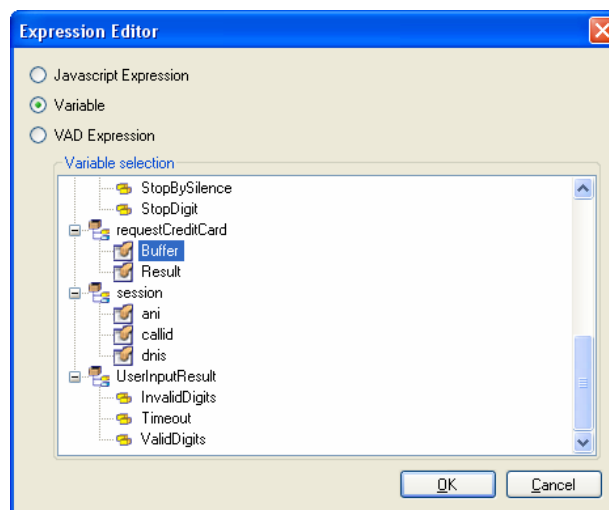 Expression Editor
Javascript Expression
Variable
VAD Expression
Variable selection
StopBySilence
StopDigit
requestCreditCard
Buffer
Result
session
ani
callid
dnis
UserInputResult
InvalidDigits
Timeout
ValidDigits
OK Cancel